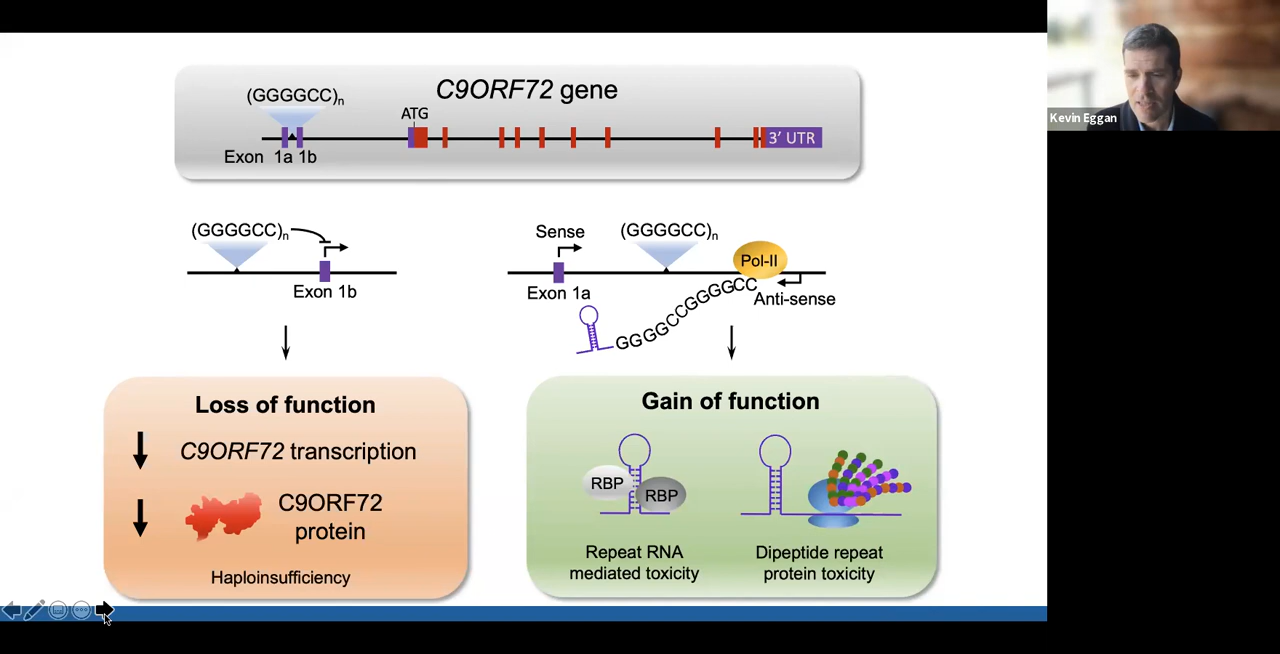 C9ORF72 gene
(GGGGCC)n
ATG
3' UTR
Exon 1a 1b
Kevin Eggan
(GGGGCC)n
Exon 1b
Sense
(GGGGCC)n
Pol-II
Exon 1a
Anti-sense
GGGGCCGGGGCC
Loss of function
C9ORF72 transcription
C9ORF72
protein
Haploinsufficiency
Gain of function
RBP
RBP
Repeat RNA
mediated toxicity
Dipeptide repeat
protein toxicity